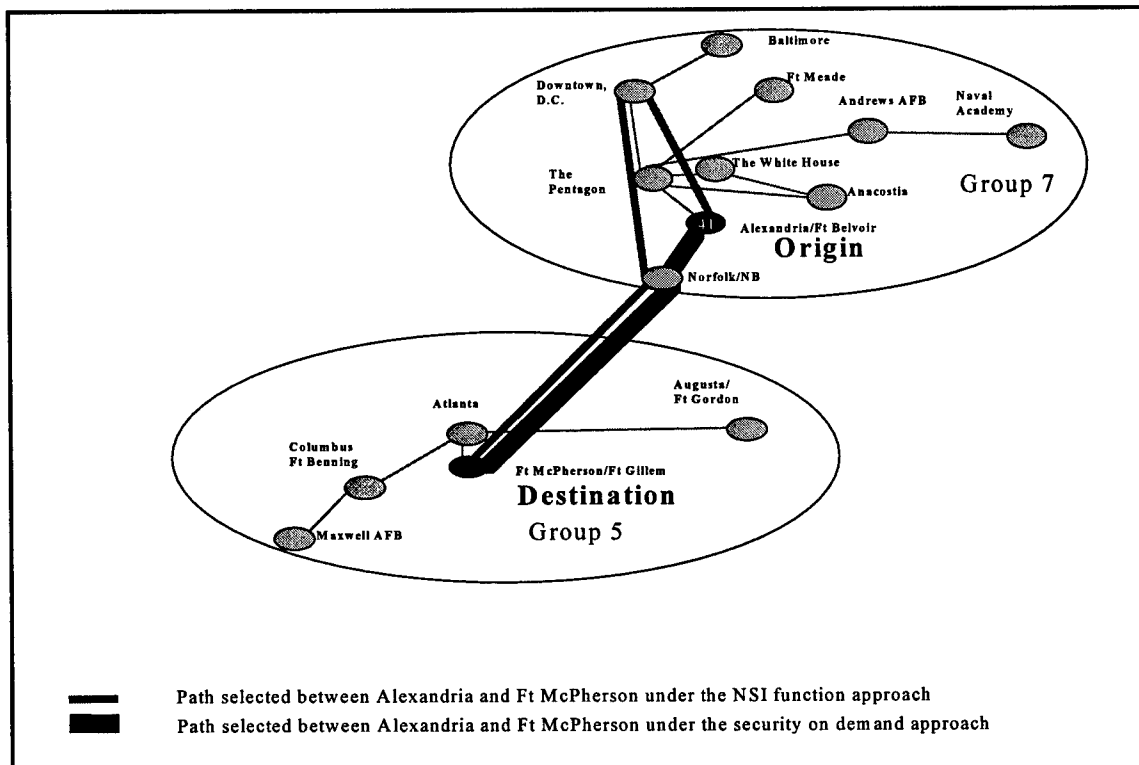 Baltimore
Downtown,
D.C.
Ft Meade
Andrews AFB
Naval
Academy
The White House
The
Pentagon
Anacostia
Group 7
41
Alexandria/Ft Belvoir
Origin
Norfolk/NB
Augusta/
Ft Gordon
Atlanta
Columbus
Ft Benning
Ft McPherson/Ft Gillem
Destination
Group 5
Maxwell AFB
Path selected between Alexandria and Ft McPherson under the NSI function approach
Path selected between Alexandria and Ft McPherson under the security on demand approach